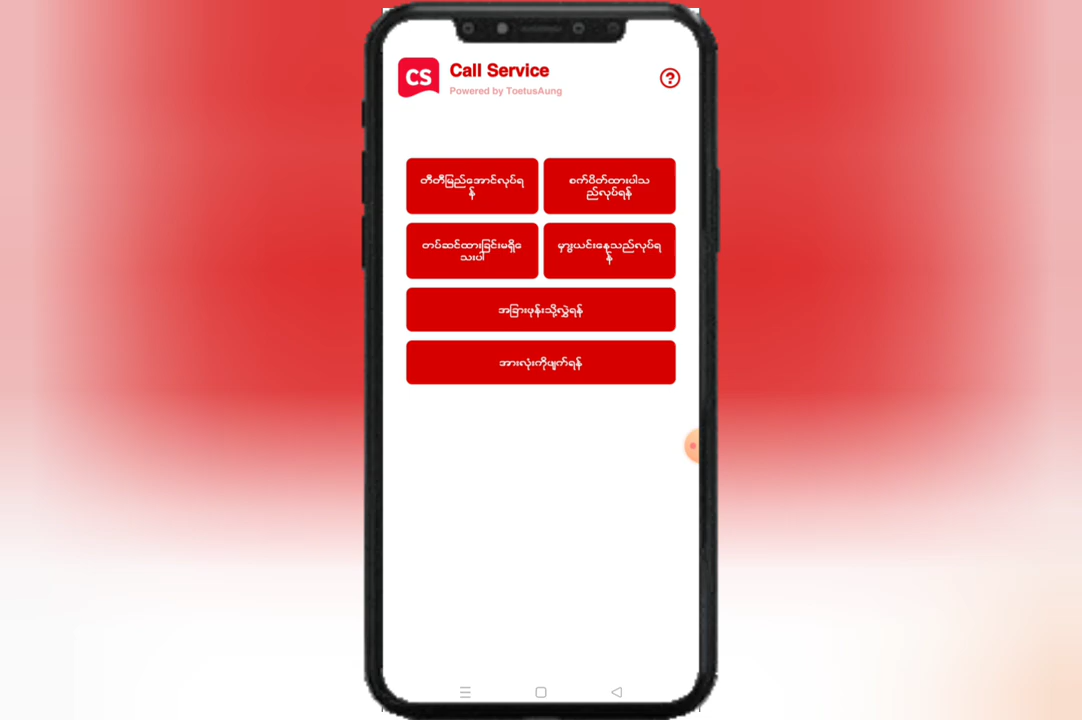 CS
Call Service
Powered by ToetusAung
တီတီမြည်အောင်လုပ်ရ
န်
စက်ပိတ်ထားပါသ
ည်လုပ်ရန်
တပ်ဆင်ထားခြင်းမရှိေ
သးပါ
မှားယွင်းနေသည်လုပ်ရ
န်
အခြားဖုန်းသို့လွှဲရန်
အားလုံးကိုဖျက်ရန်